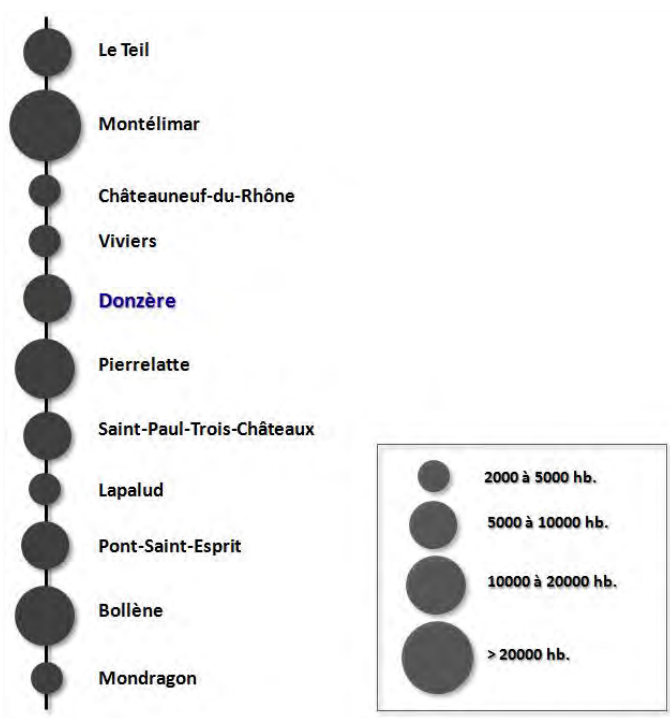 Le Teil
Montélimar
Châteauneuf-du-Rhône
Viviers
Donzère
Pierrelatte
Saint-Paul-Trois-Châteaux
Lapalud
Pont-Saint-Esprit
Bollène
Mondragon
2000 à 5000 hb.
5000 à 10000 hb.
10000 à 20000 hb.
> 20000 hb.